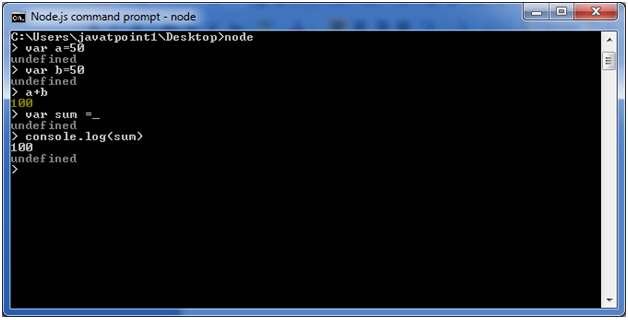 Node.js command prompt - node
C:\Users\javatpoint1\Desktop>node
> var a=50
undefined
> var b=50
undefined
> a+b
100
> var sum =_
undefined
> console.log(sum)
100
undefined
>